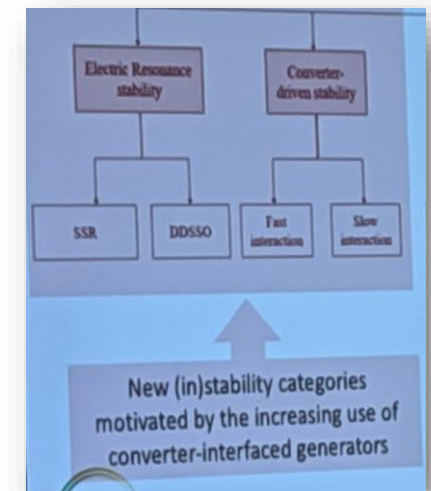 Electric Resonance
stability
Converter-
driven stability
SSR
DDSSO
Fast
interaction
Slow
interaction
New (in)stability categories
motivated by the increasing use of
converter-interfaced generators